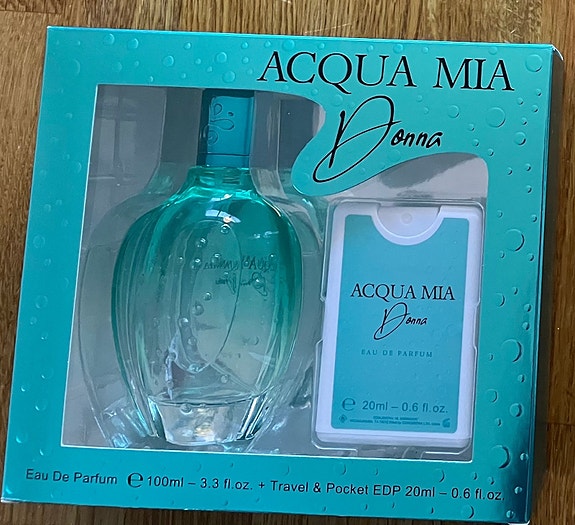 ACQUA MIA
Donna
ACQUA MIA
Donna
EAU DE PARFUM
℮ 20ml – 0.6 fl.oz.
Eau De Parfum ℮ 100ml – 3.3 fl.oz. + Travel & Pocket EDP 20ml – 0.6 fl.oz.